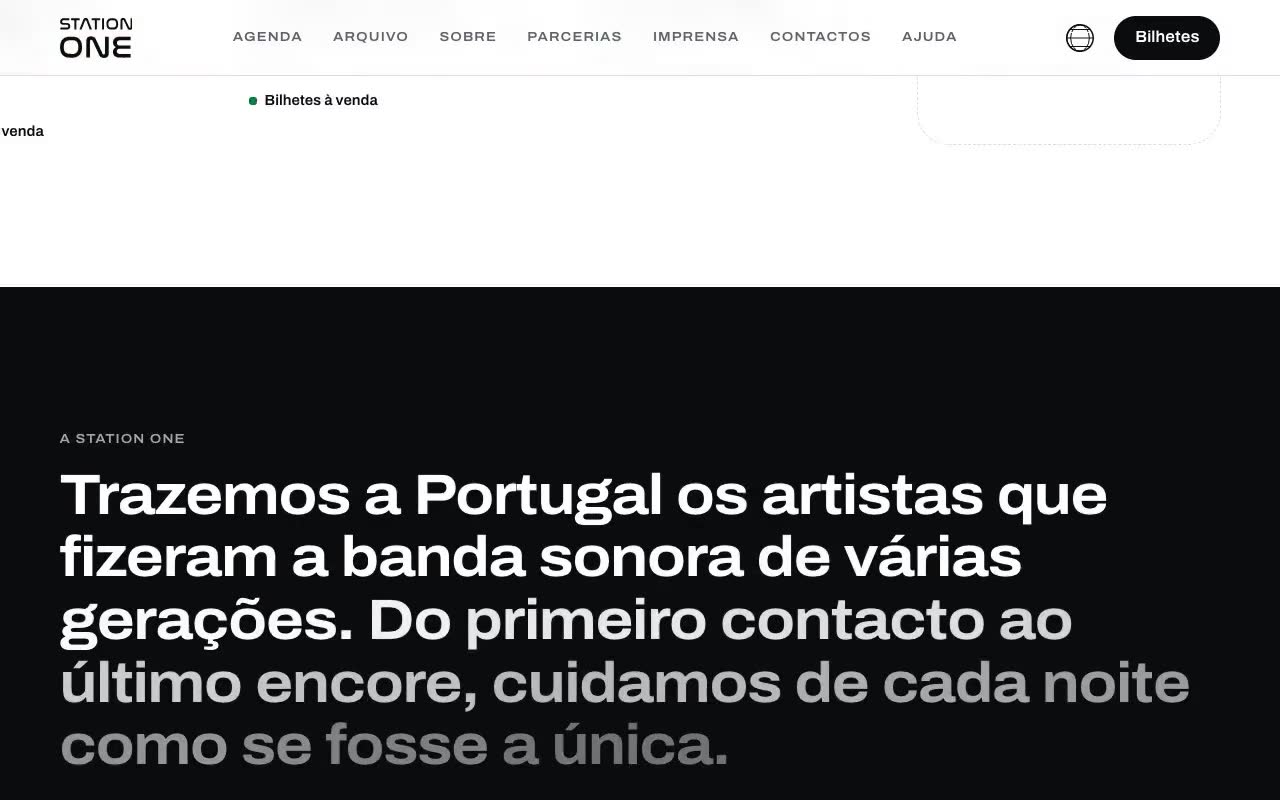 STATION
ONE
AGENDA
ARQUIVO
SOBRE
PARCERIAS
IMPRENSA
CONTACTOS
AJUDA
Bilhetes
Bilhetes à venda
venda
A STATION ONE
Trazemos a Portugal os artistas que
fizeram a banda sonora de várias
gerações. Do primeiro contacto ao
último encore, cuidamos de cada noite
como se fosse a única.